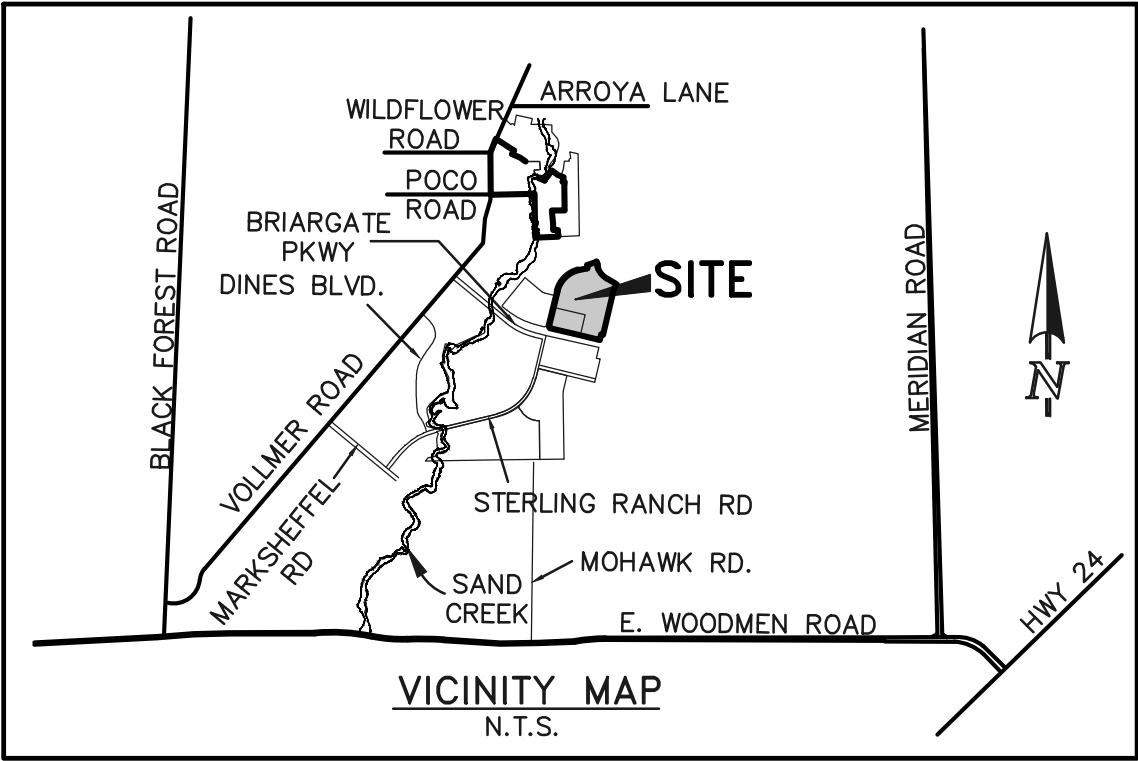 ARROYA LANE
WILDFLOWER
ROAD
POCO
ROAD
BRIARGATE
PKWY
DINES BLVD.
SITE
BLACK FOREST ROAD
MERIDIAN ROAD
N
VOLLMER ROAD
MARKSHEFFEL
RD
STERLING RANCH RD
MOHAWK RD.
SAND
CREEK
E. WOODMEN ROAD
HWY 24
VICINITY MAP
N.T.S.